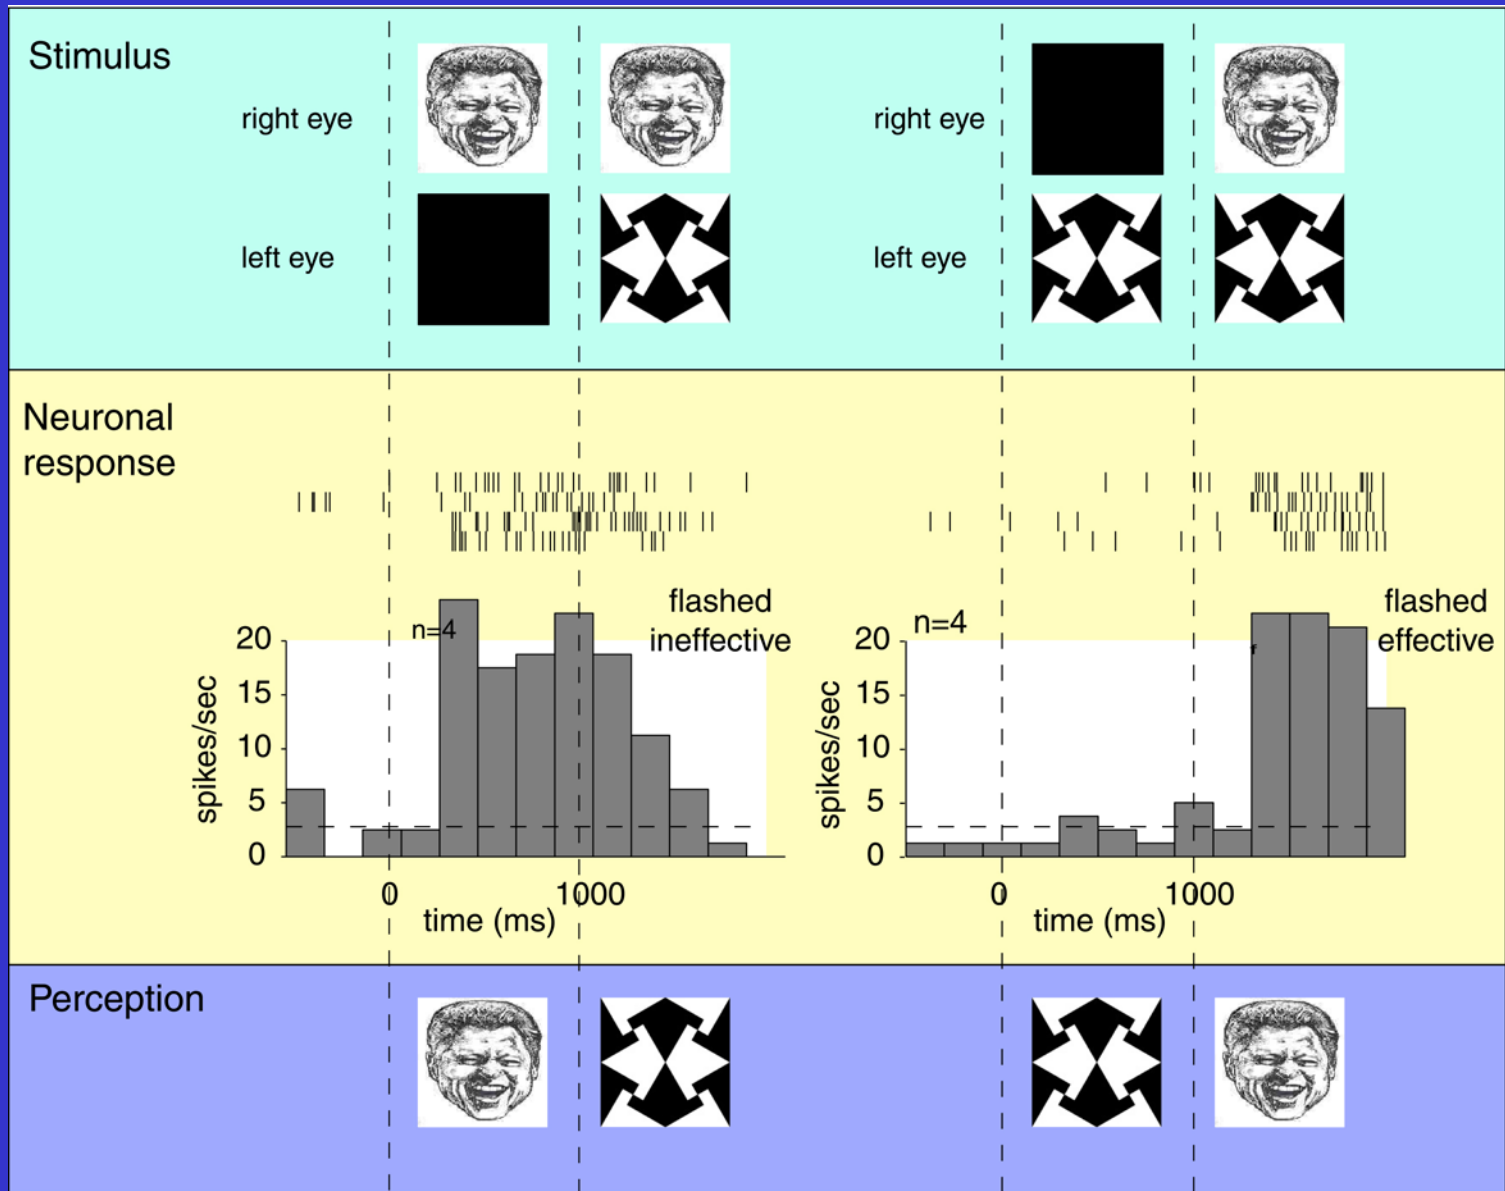 Stimulus
right eye
left eye
right eye
left eye
Neuronal
response
n=4
flashed
ineffective
20
15
10
5
0
spikes/sec
0
1000
time (ms)
n=4
flashed
effective
20
15
10
5
0
spikes/sec
f
0
1000
time (ms)
Perception